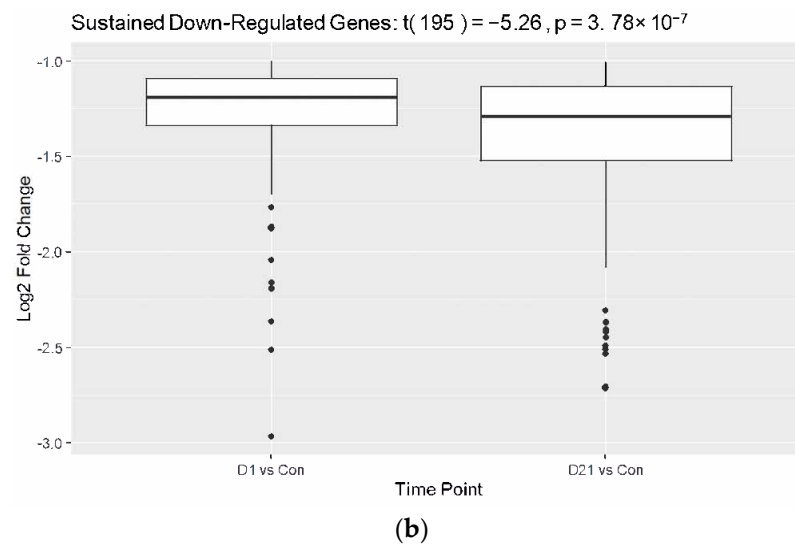 Sustained Down-Regulated Genes: t(195) = −5.26, p = 3.78× 10⁻⁷
-1.0
-1.5
-2.0
-2.5
-3.0
Log2 Fold Change
D1 vs Con D21 vs Con
Time Point
(b)